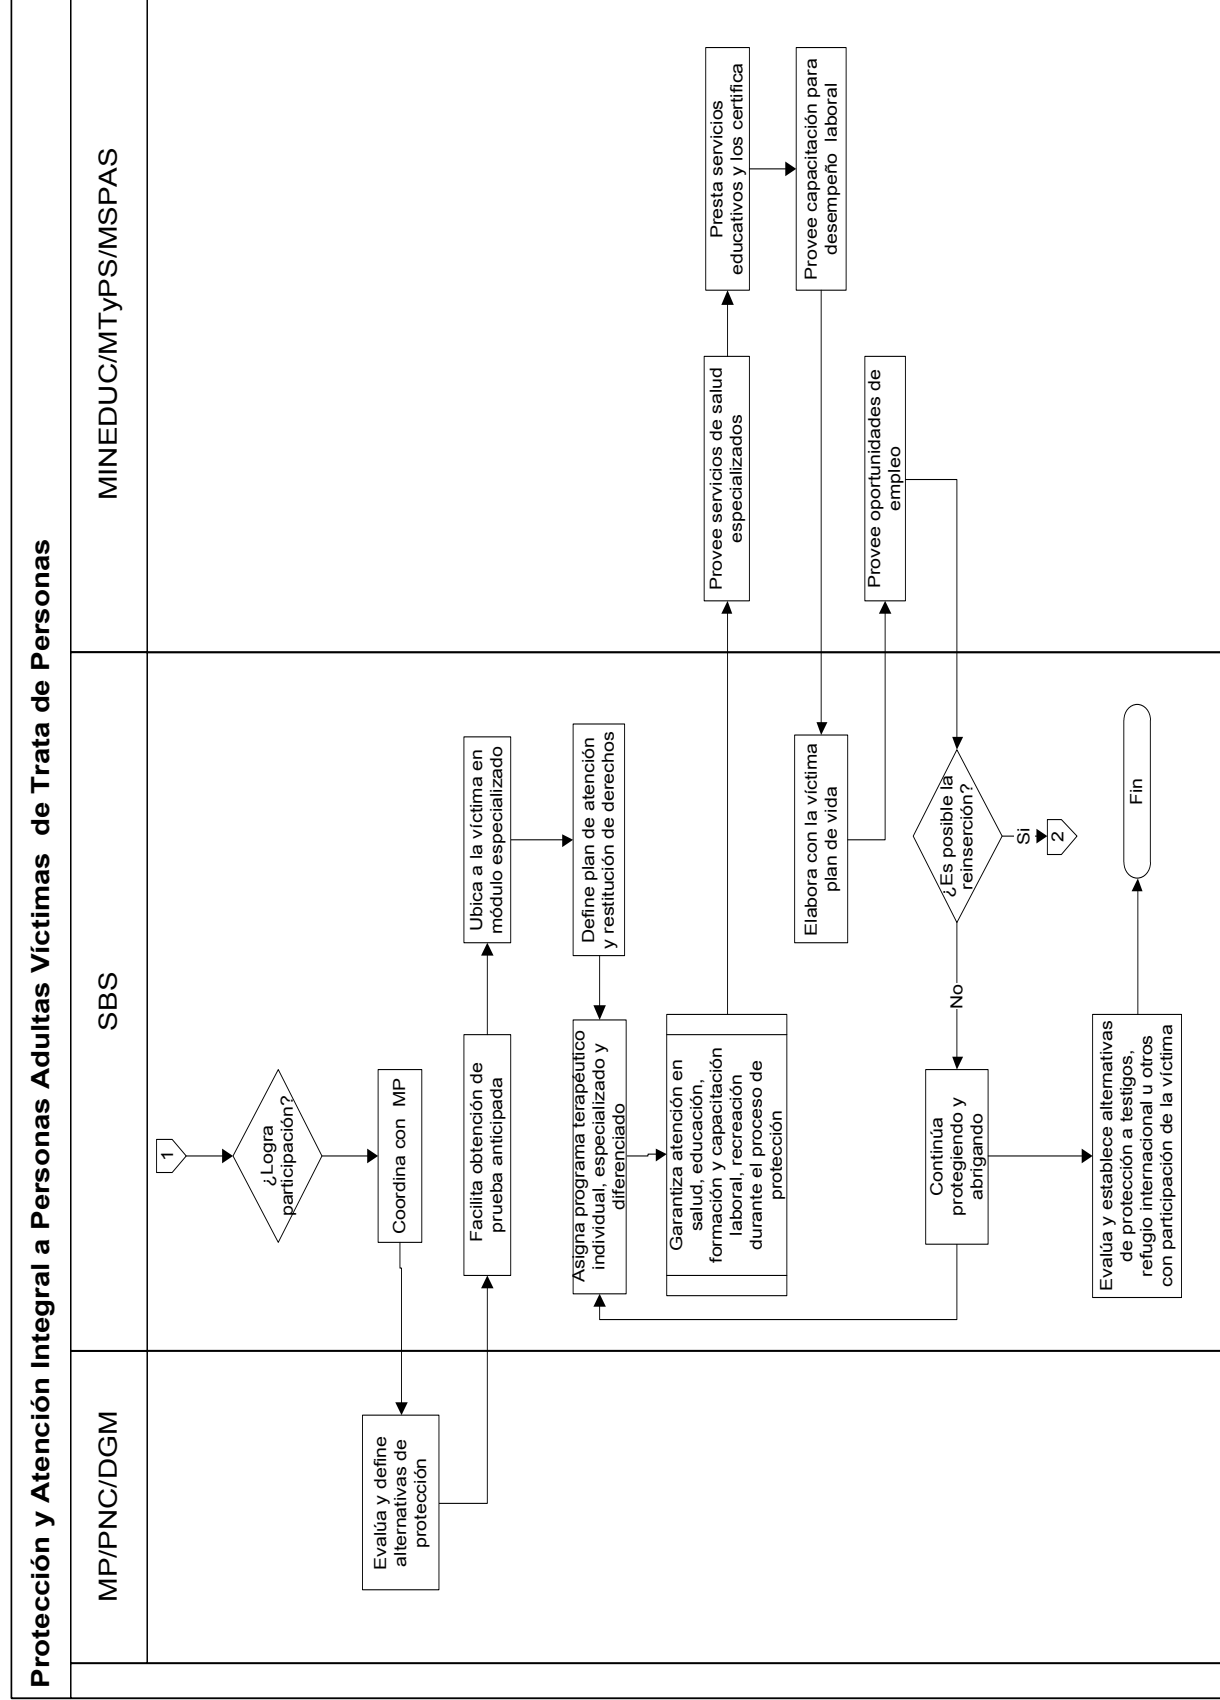 Protección y Atención Integral a Personas Adultas Víctimas de Trata de Personas
MP/PNC/DGM
SBS
MINEDUC/MTyPS/MSPAS
1
¿Logra
participación?
Coordina con MP
Evalúa y define
alternativas de
protección
Facilita obtención de
prueba anticipada
Ubica a la víctima en
módulo especializado
Define plan de atención
y restitución de derechos
Asigna programa terapéutico
individual, especializado y
diferenciado
Garantiza atención en
salud, educación,
formación y capacitación
laboral, recreación
durante el proceso de
protección
Provee servicios de salud
especializados
Presta servicios
educativos y los certifica
Provee capacitación para
desempeño laboral
Elabora con la víctima
plan de vida
Provee oportunidades de
empleo
¿Es posible la
reinserción?
Si
2
No
Continúa
protegiendo y
abrigando
Evalúa y establece alternativas
de protección a testigos,
refugio internacional u otros
con participación de la víctima
Fin